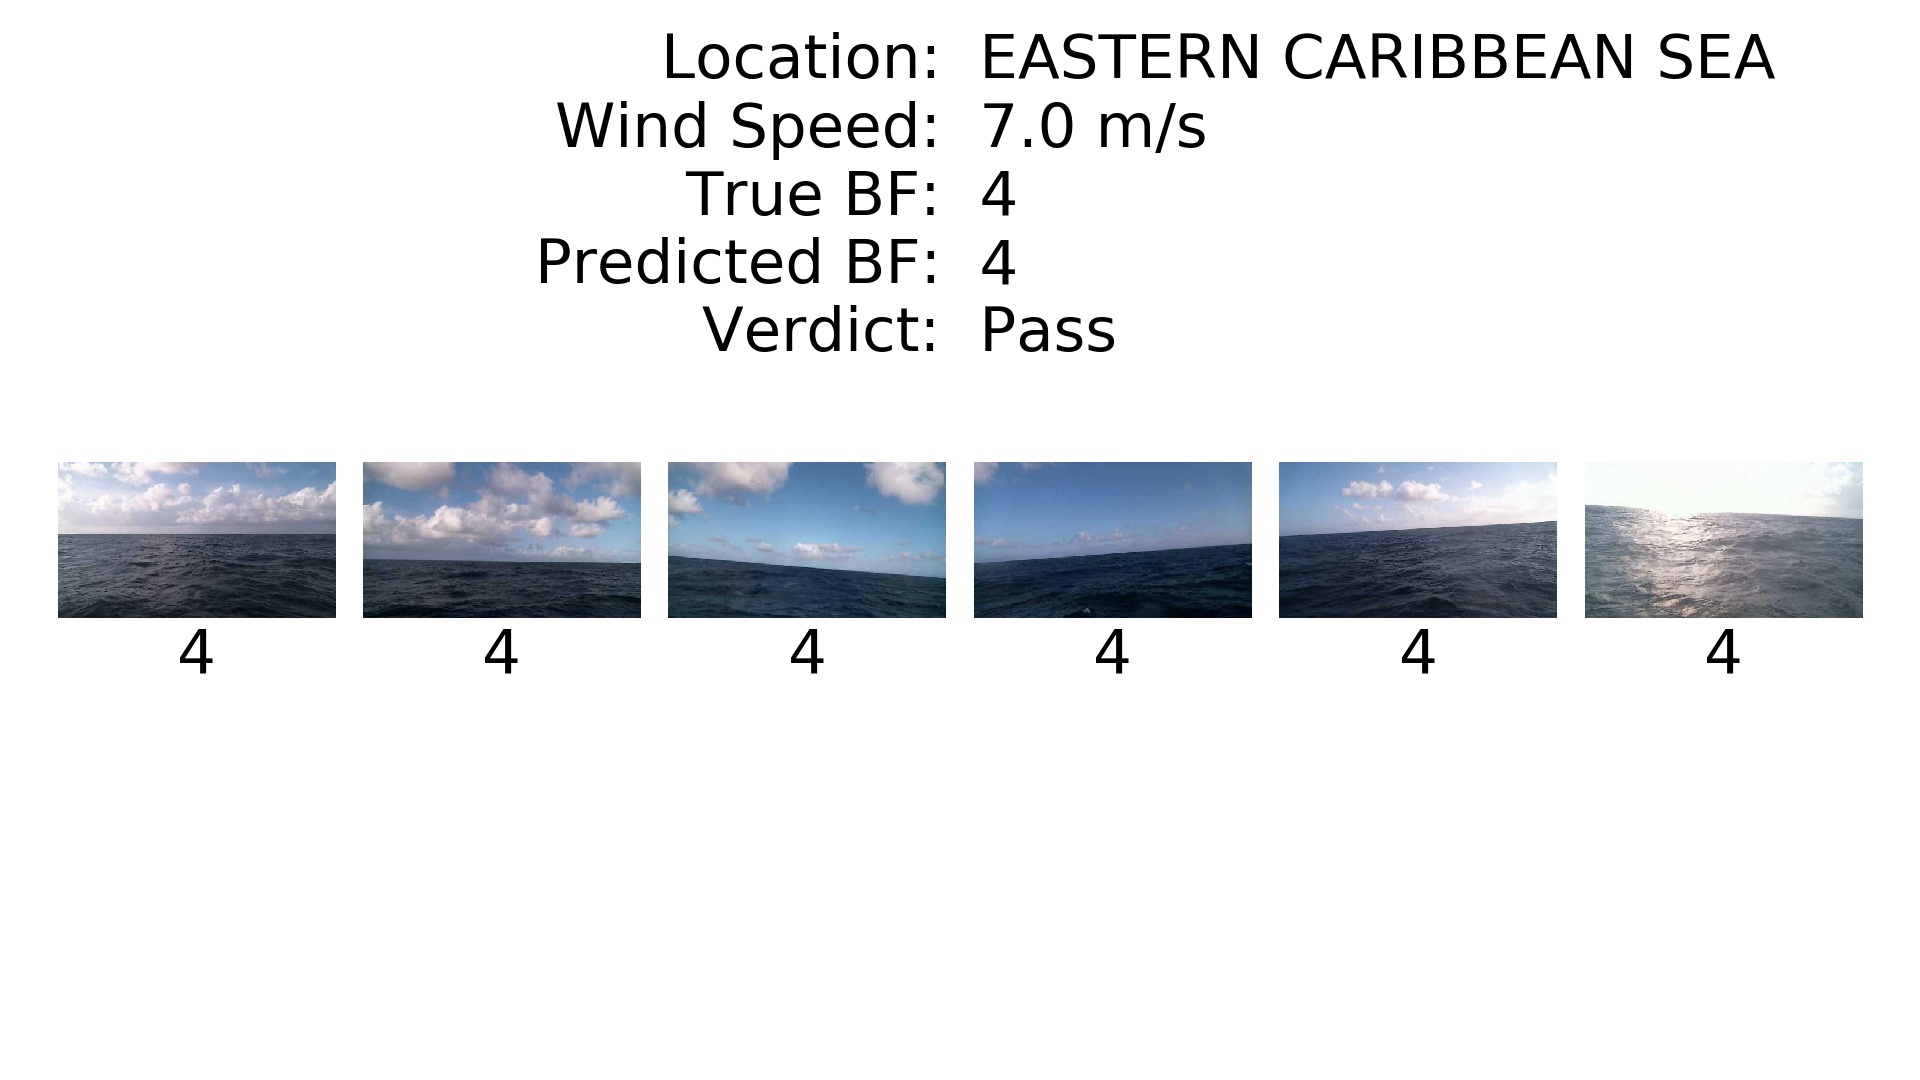 Location: EASTERN CARIBBEAN SEA
Wind Speed: 7.0 m/s
True BF: 4
Predicted BF: 4
Verdict: Pass
4 4 4 4 4 4